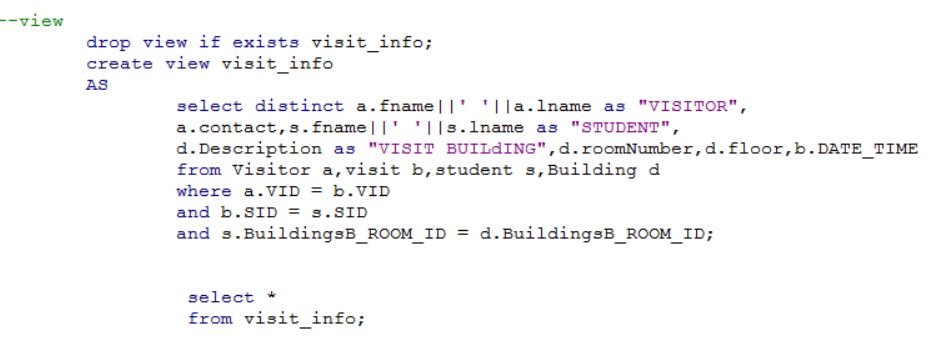 --view
drop view if exists visit_info;
create view visit_info
AS
select distinct a.fname||' '||a.lname as "VISITOR",
a.contact,s.fname||' '||s.lname as "STUDENT",
d.Description as "VISIT BUILdING",d.roomNumber,d.floor,b.DATE_TIME
from Visitor a,visit b,student s,Building d
where a.VID = b.VID
and b.SID = s.SID
and s.BuildingsB_ROOM_ID = d.BuildingsB_ROOM_ID;
select *
from visit_info;